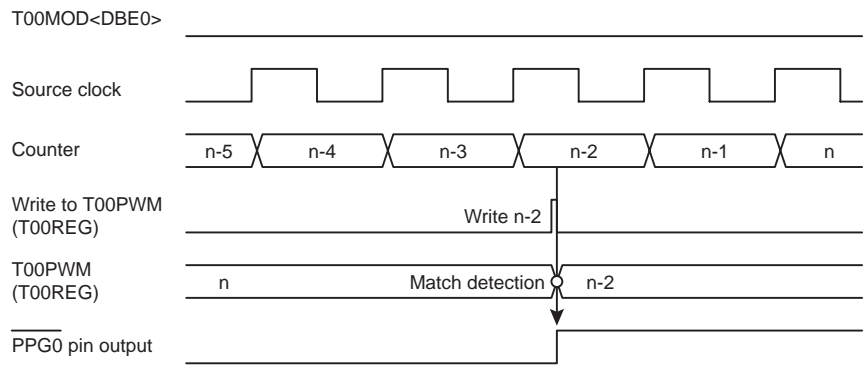 T00MOD<DBE0>
Source clock
Counter n-5 n-4 n-3 n-2 n-1 n
Write to T00PWM
(T00REG) Write n-2
T00PWM
(T00REG) n Match detection n-2
PPG0 pin output